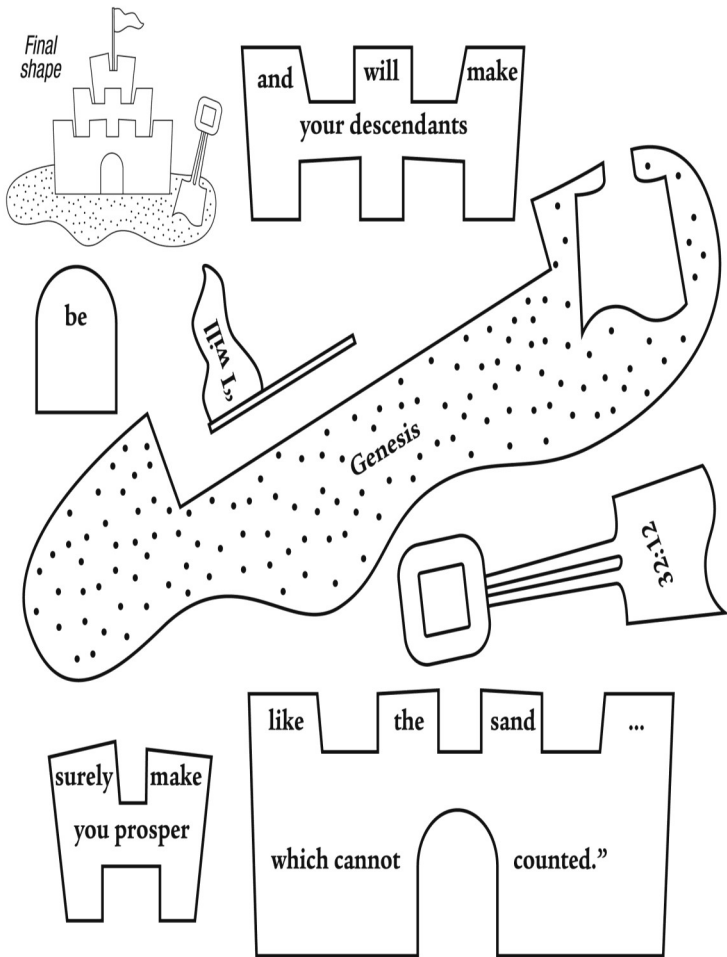 Final
shape
and will make
your descendants
be
“I will
Genesis
32:12
surely make
you prosper
like the sand ...
which cannot counted.”